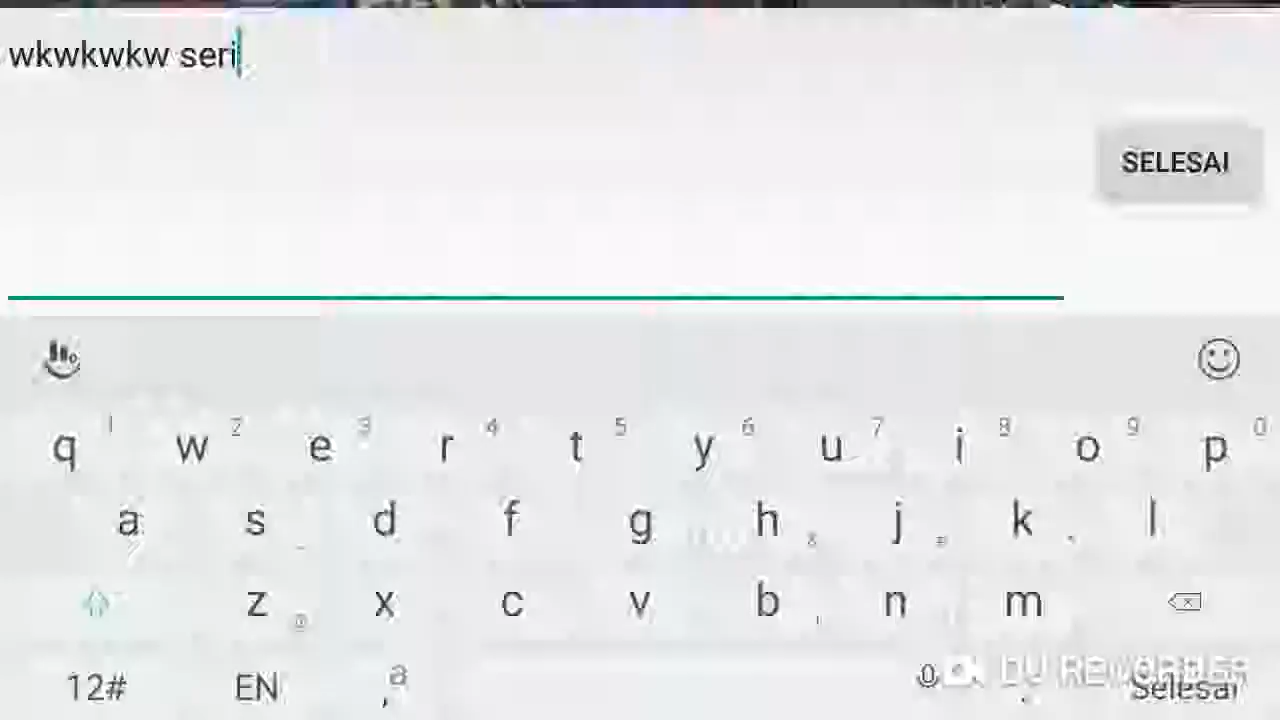 wkwkwkw seri
SELESAI
1 2 3 4 5 6 7 8 9 0
q w e r t y u i o p
a s d f g h j k l
z x c v b n m
12# EN , a
DU RECORDER
Selesai